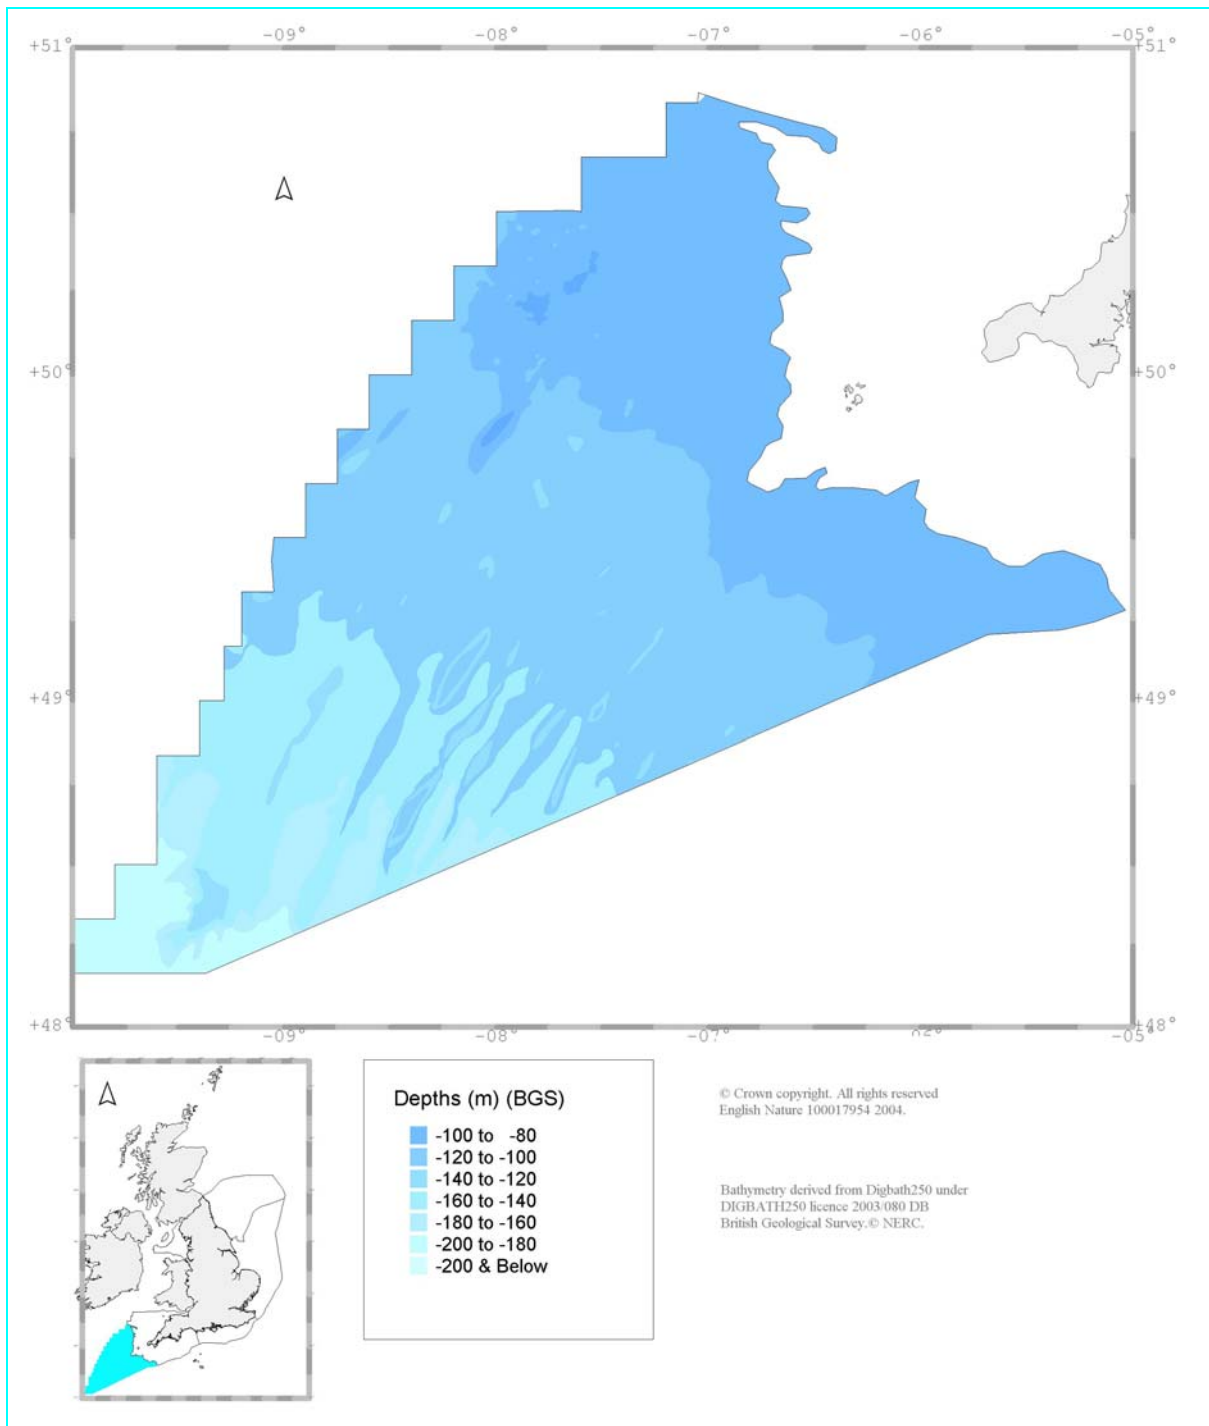 -09° -08° -07° -06° -05°
+51° +51°
+50° +50°
+49° +49°
+48° +48°
-09° -08° -07° -05°
Depths (m) (BGS)
-100 to -80
-120 to -100
-140 to -120
-160 to -140
-180 to -160
-200 to -180
-200 & Below
© Crown copyright. All rights reserved
English Nature 100017954 2004.
Bathymetry derived from Digbath250 under
DIGBATH250 licence 2003/080 DB
British Geological Survey.© NERC.